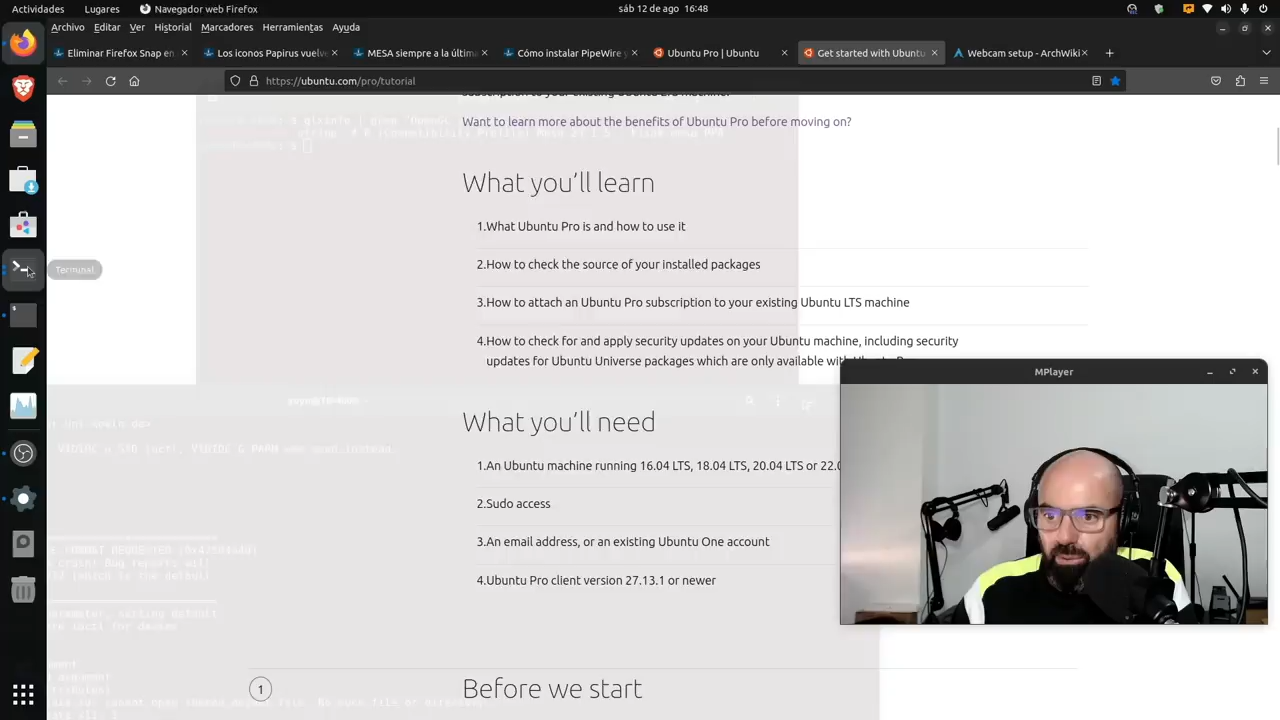 Actividades
Lugares
Navegador web Firefox
sáb 12 de ago 16:48
Archivo Editar Ver Historial Marcadores Herramientas Ayuda
Eliminar Firefox Snap en
Los iconos Papirus vuelve
MESA siempre a la última
Cómo instalar PipeWire y
Ubuntu Pro | Ubuntu
Get started with Ubuntu
Webcam setup - ArchWiki
https://ubuntu.com/pro/tutorial
Want to learn more about the benefits of Ubuntu Pro before moving on?
What you'll learn
1.What Ubuntu Pro is and how to use it
2.How to check the source of your installed packages
Terminal
3.How to attach an Ubuntu Pro subscription to your existing Ubuntu LTS machine
4.How to check for and apply security updates on your Ubuntu machine, including security
updates for Ubuntu Universe packages which are only available with
MPlayer
What you'll need
1.An Ubuntu machine running 16.04 LTS, 18.04 LTS, 20.04 LTS or 22.0
2.Sudo access
3.An email address, or an existing Ubuntu One account
4.Ubuntu Pro client version 27.13.1 or newer
1
Before we start